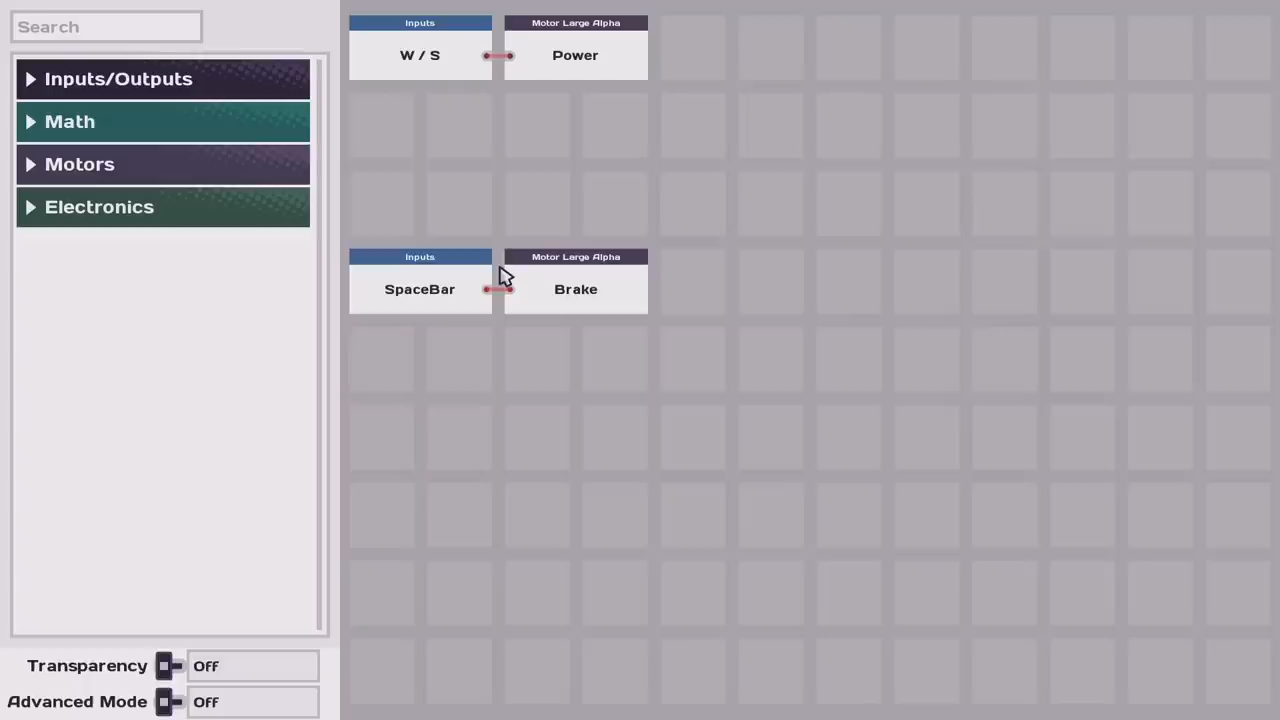 Search
Inputs/Outputs
Math
Motors
Electronics
Transparency Off
Advanced Mode Off
Inputs
W / S
Motor Large Alpha
Power
Inputs
SpaceBar
Motor Large Alpha
Brake